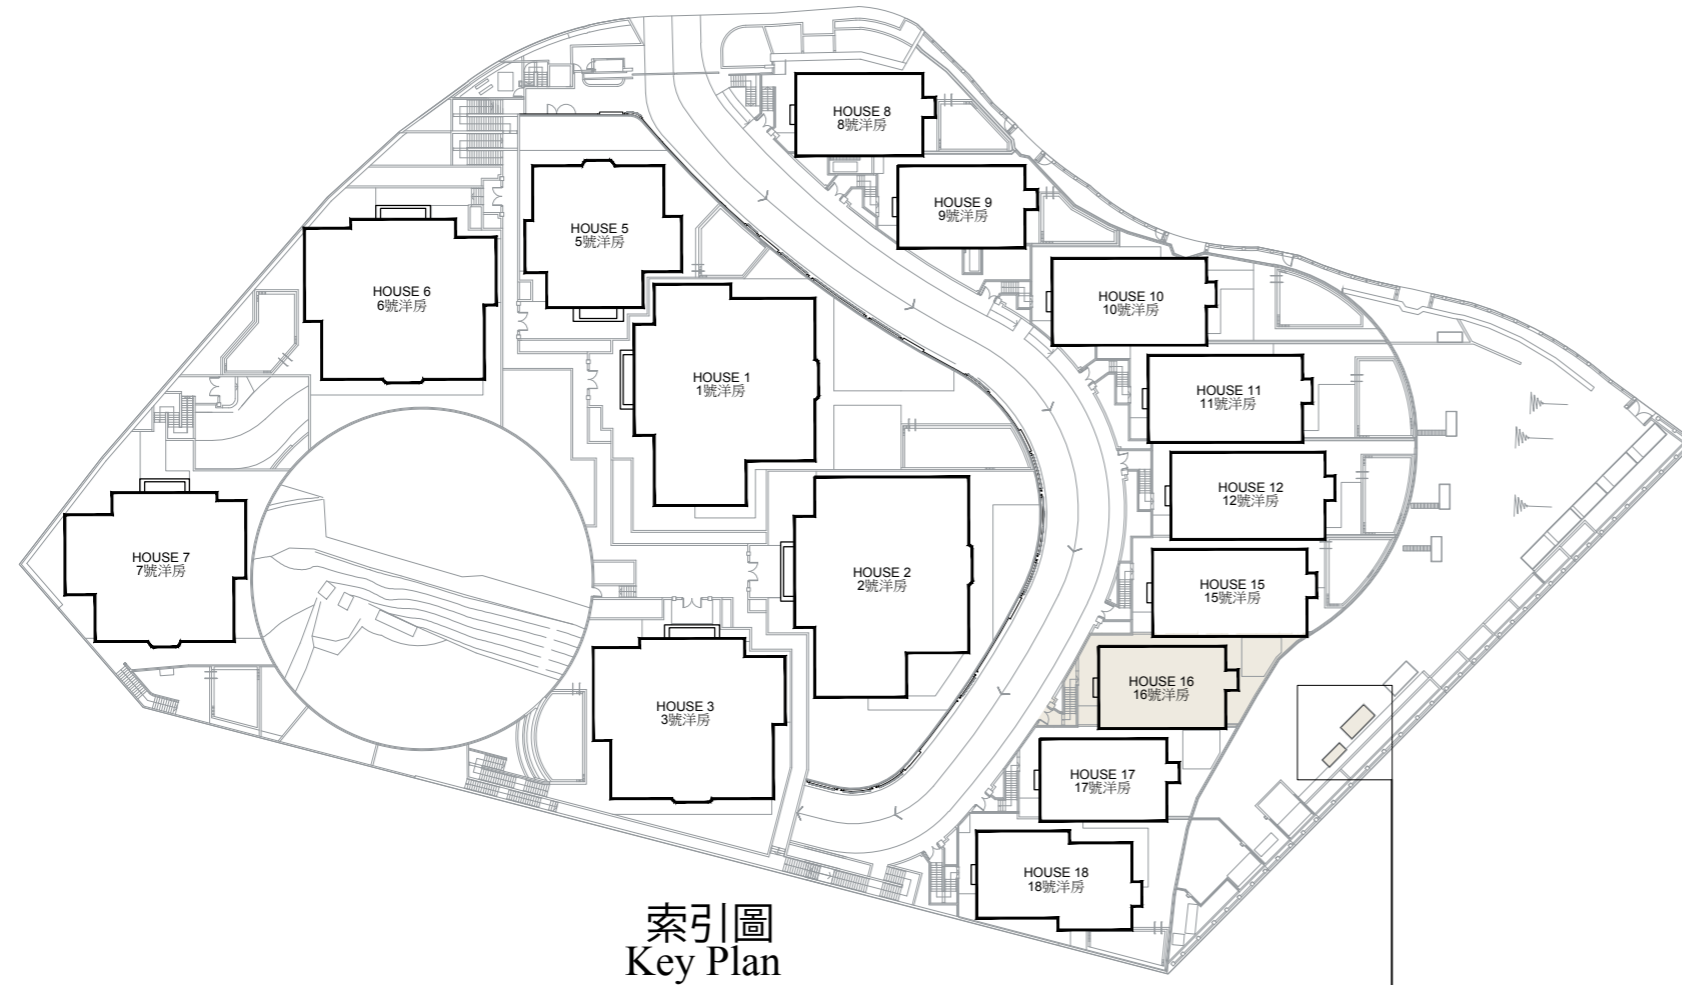 HOUSE 8
8號洋房
HOUSE 9
9號洋房
HOUSE 5
5號洋房
HOUSE 6
6號洋房
HOUSE 10
10號洋房
HOUSE 1
1號洋房
HOUSE 11
11號洋房
HOUSE 12
12號洋房
HOUSE 7
7號洋房
HOUSE 2
2號洋房
HOUSE 15
15號洋房
HOUSE 16
16號洋房
HOUSE 3
3號洋房
HOUSE 17
17號洋房
HOUSE 18
18號洋房
索引圖
Key Plan